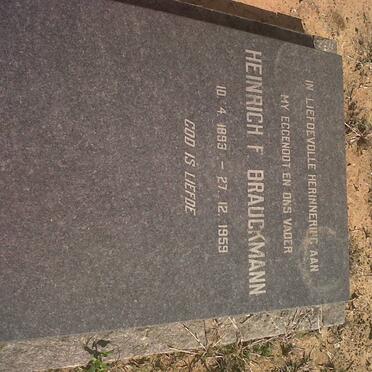 IN LIEFDEVOLLE HERINNERING AAN
MY EGGENOOT EN ONS VADER
HEINRICH F BRAUCKMANN
10. 4. 1893 - 27. 12. 1959
GOD IS LIEFDE